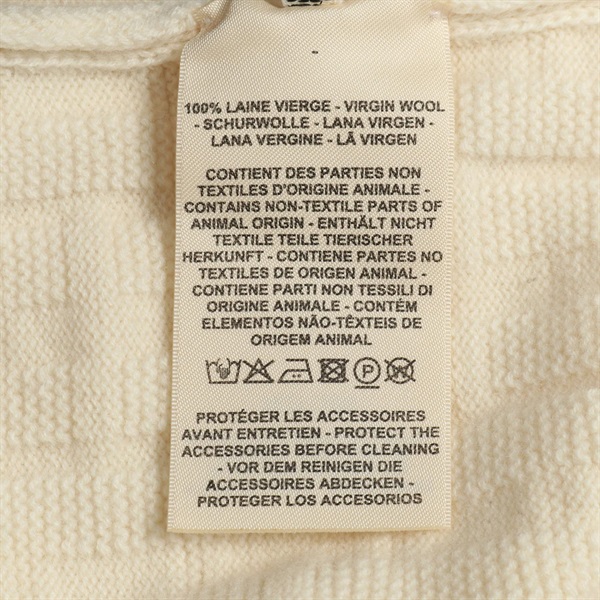 100% LAINE VIERGE - VIRGIN WOOL
- SCHURWOLLE - LANA VIRGEN -
LANA VERGINE - LÃ VIRGEN
CONTIENT DES PARTIES NON
TEXTILES D'ORIGINE ANIMALE -
CONTAINS NON-TEXTILE PARTS OF
ANIMAL ORIGIN - ENTHÄLT NICHT
TEXTILE TEILE TIERISCHER
HERKUNFT - CONTIENE PARTES NO
TEXTILES DE ORIGEN ANIMAL -
CONTIENE PARTI NON TESSILI DI
ORIGINE ANIMALE - CONTÉM
ELEMENTOS NÃO-TÊXTEIS DE
ORIGEM ANIMAL
P
PROTÉGER LES ACCESSOIRES
AVANT ENTRETIEN - PROTECT THE
ACCESSORIES BEFORE CLEANING
- VOR DEM REINIGEN DIE
ACCESSOIRES ABDECKEN -
PROTEGER LOS ACCESORIOS